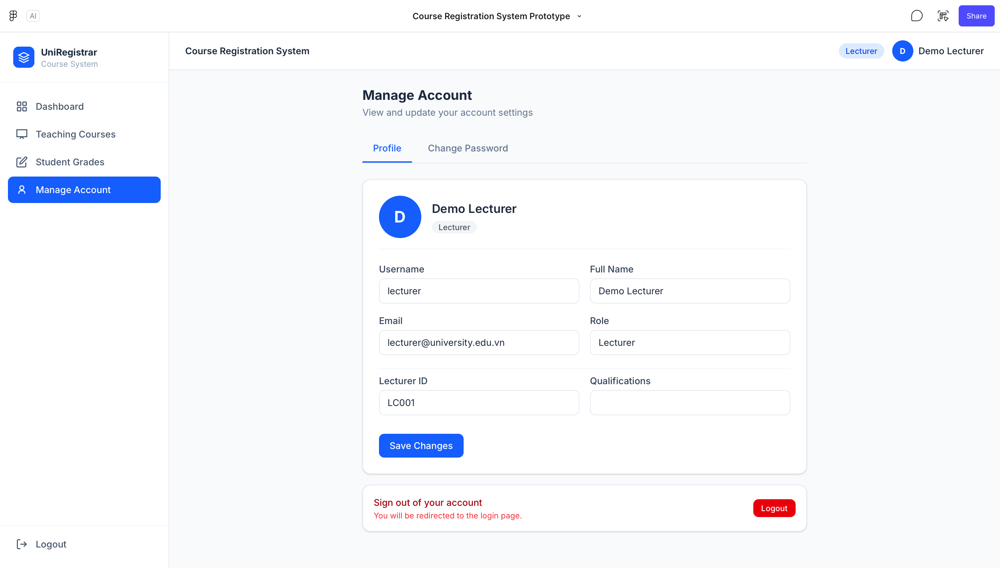 AI
Course Registration System Prototype
Share
UniRegistrar
Course System
Dashboard
Teaching Courses
Student Grades
Manage Account
Logout
Course Registration System
Lecturer
D
Demo Lecturer
Manage Account
View and update your account settings
Profile
Change Password
D
Demo Lecturer
Lecturer
Username
Full Name
lecturer
Demo Lecturer
Email
Role
lecturer@university.edu.vn
Lecturer
Lecturer ID
Qualifications
LC001
Save Changes
Sign out of your account
You will be redirected to the login page.
Logout